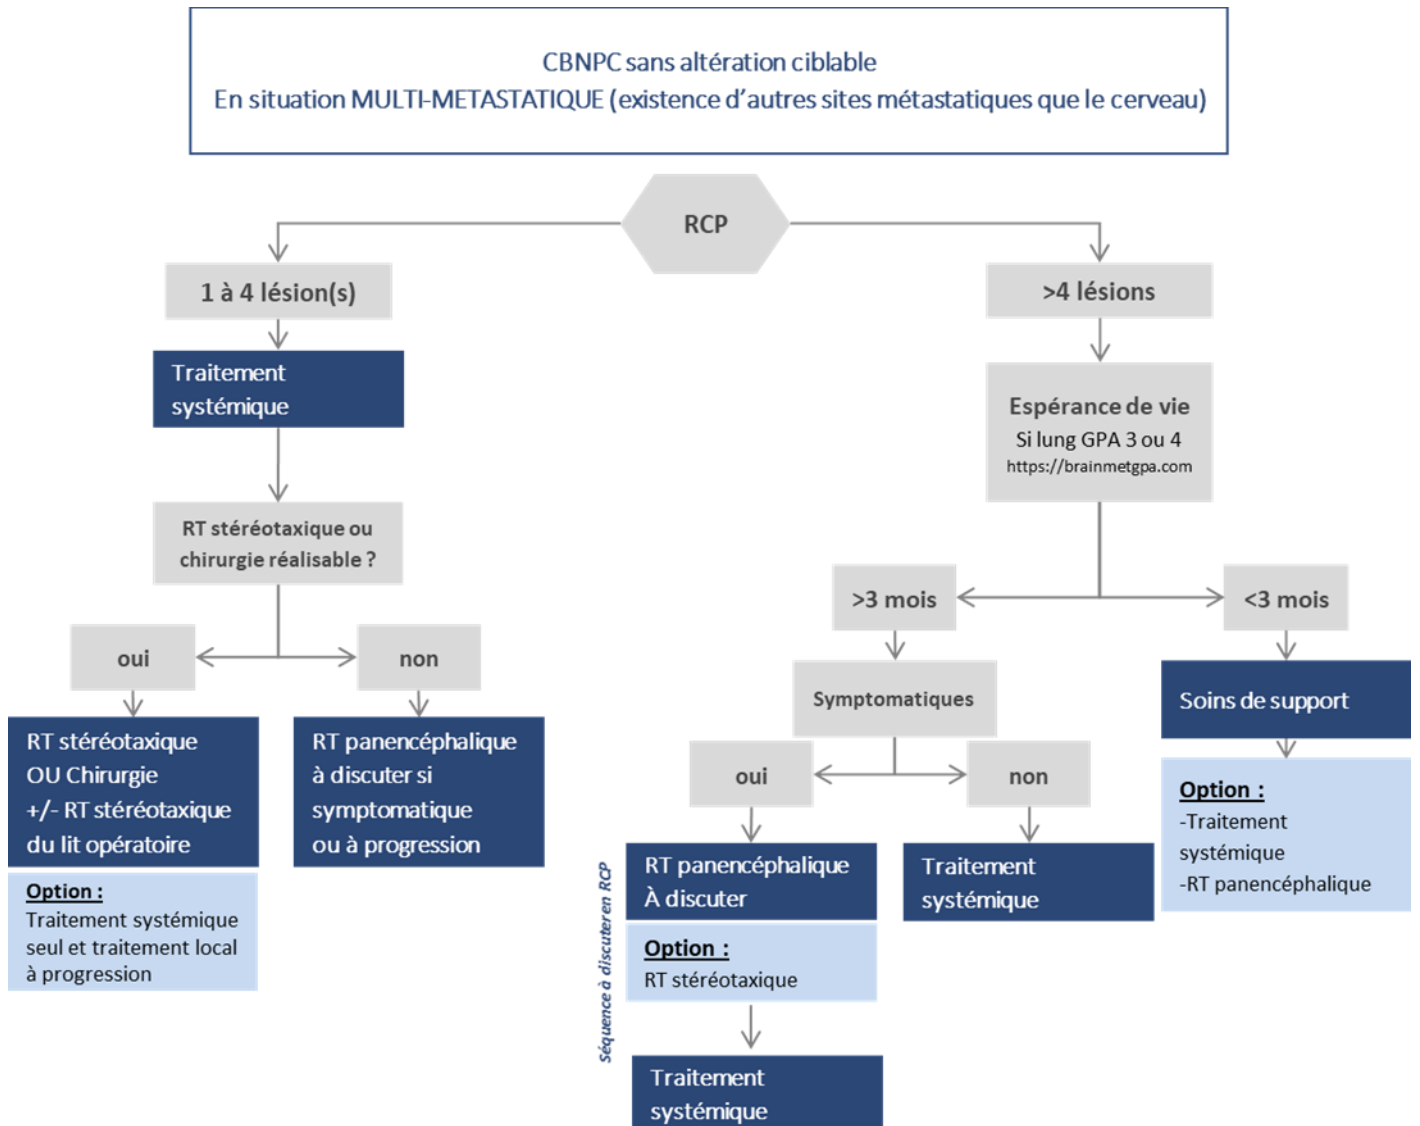 CBNPC sans altération ciblable
En situation MULTI-METASTATIQUE (existence d'autres sites métastatiques que le cerveau)
RCP
1 à 4 lésion(s)
Traitement
systémique
RT stéréotaxique ou
chirurgie réalisable ?
oui
non
RT stéréotaxique
OU Chirurgie
+/- RT stéréotaxique
du lit opératoire
Option :
Traitement systémique
seul et traitement local
à progression
RT panencéphalique
à discuter si
symptomatique
ou à progression
>4 lésions
Espérance de vie
Si lung GPA 3 ou 4
https://brainmetgpa.com
>3 mois
<3 mois
Symptomatiques
oui
non
Séquence à discuter en RCP
RT panencéphalique
À discuter
Option :
RT stéréotaxique
Traitement
systémique
Traitement
systémique
Soins de support
Option :
-Traitement
systémique
-RT panencéphalique